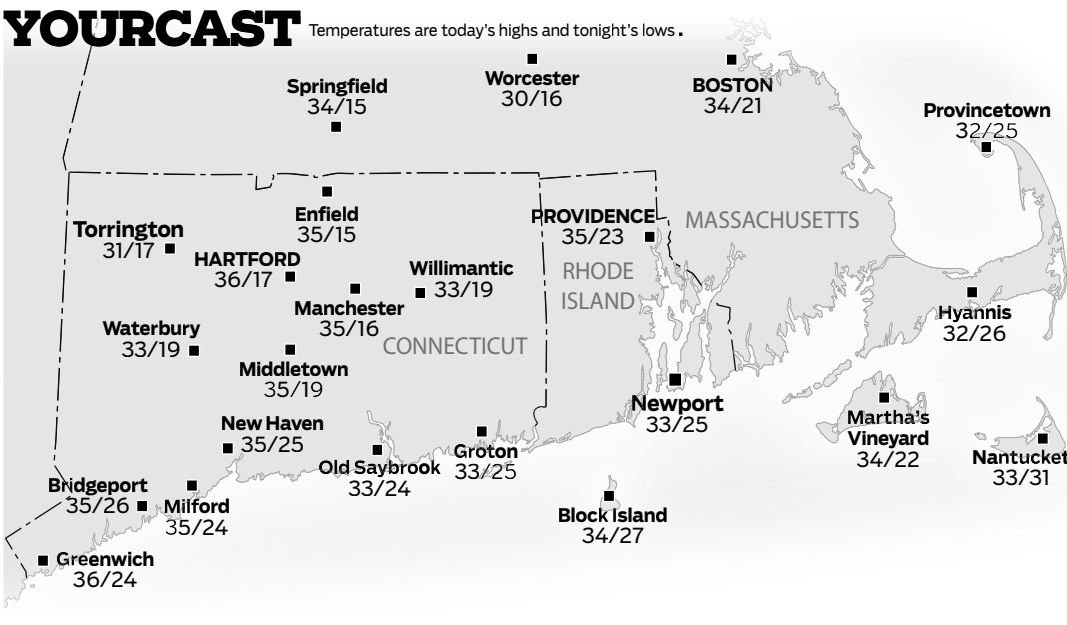 YOURCAST
Temperatures are today's highs and tonight's lows.
Springfield
34/15
Worcester
30/16
BOSTON
34/21
Provincetown
32/25
Enfield
35/15
Torrington
31/17
HARTFORD
36/17
Willimantic
33/19
PROVIDENCE
35/23
MASSACHUSETTS
RHODE
ISLAND
Manchester
35/16
Hyannis
32/26
Waterbury
33/19
CONNECTICUT
Middletown
35/19
Newport
33/25
New Haven
35/25
Martha's
Vineyard
34/22
Old Saybrook
33/24
Groton
33/25
Nantucket
33/31
Bridgeport
35/26
Milford
35/24
Block Island
34/27
Greenwich
36/24